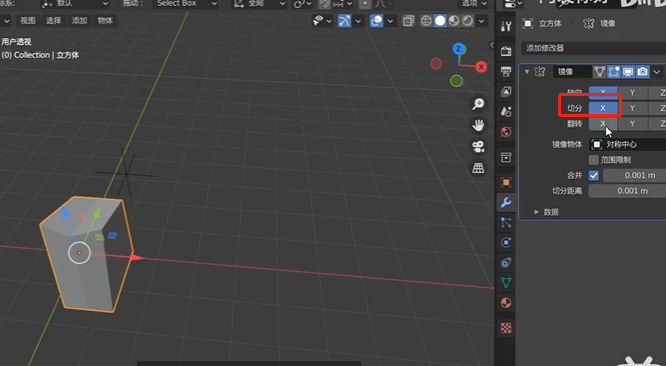 默认
拖动:
Select Box
全局
选项
视图
选择
添加
物体
用户透视
(0) Collection | 立方体
Z
X
立方体
镜像
添加修改器
镜像
轴向 X Y Z
切分 X Y Z
翻转 X Y Z
镜像物体 对称中心
范围限制
合并 0.001 m
切分距离 0.001 m
数据